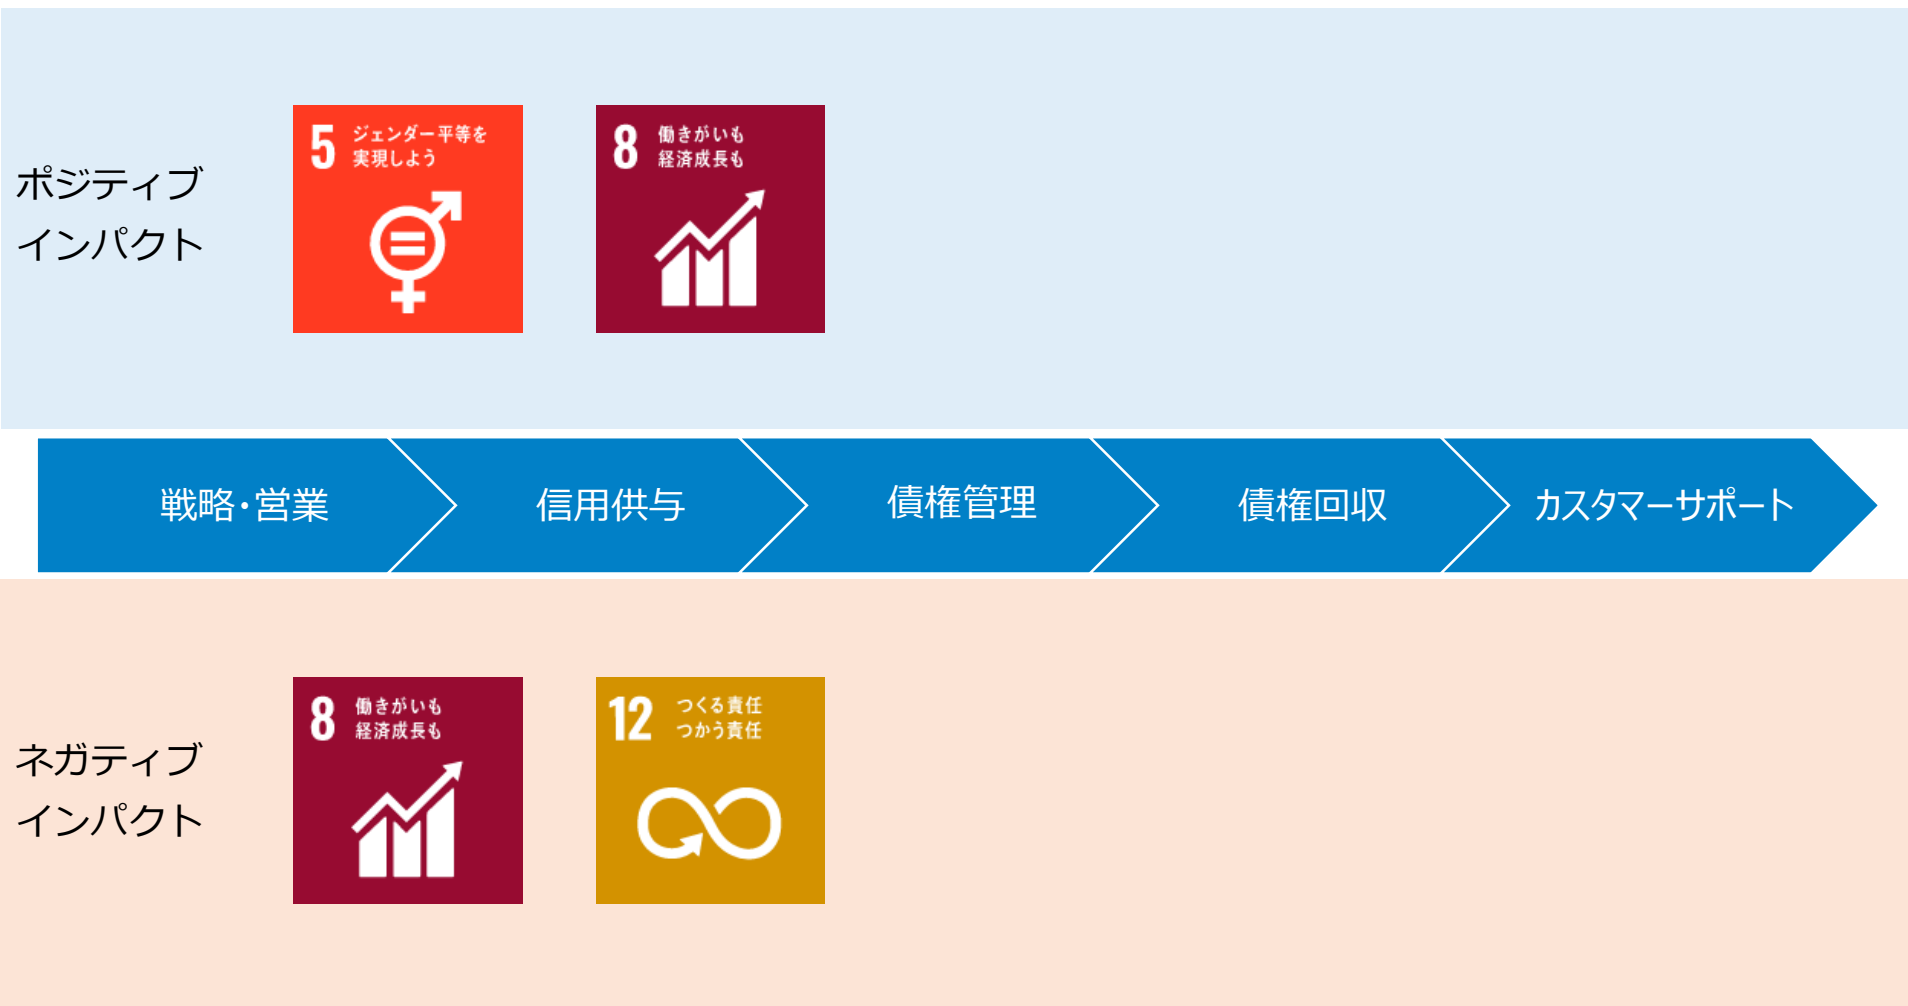 ポジティブ
インパクト
5 ジェンダー平等を
実現しよう
8 働きがいも
経済成長も
戦略・営業
信用供与
債権管理
債権回収
カスタマーサポート
ネガティブ
インパクト
8 働きがいも
経済成長も
12 つくる責任
つかう責任